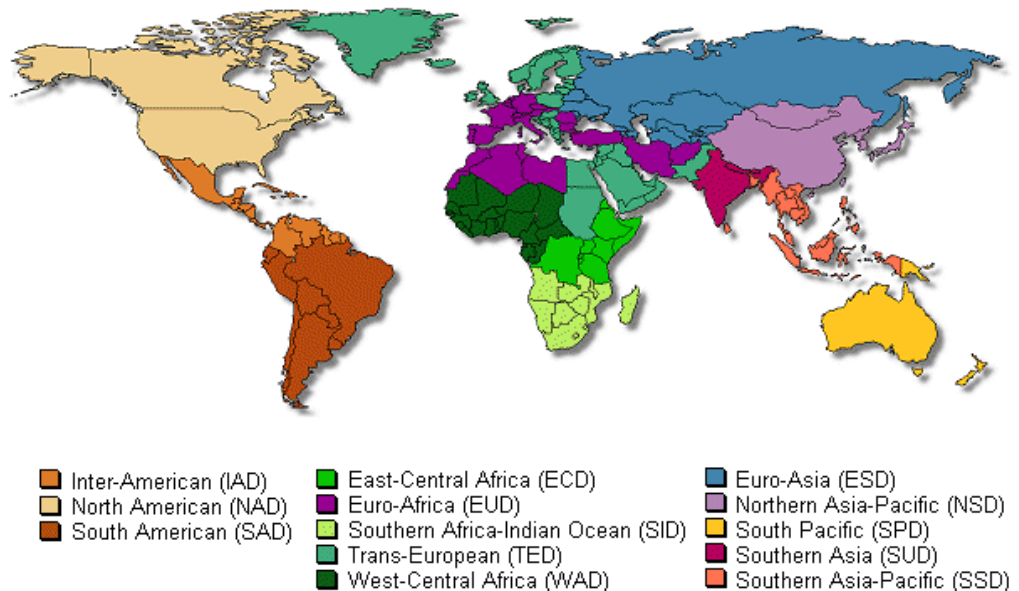 Inter-American (IAD)
North American (NAD)
South American (SAD)
East-Central Africa (ECD)
Euro-Africa (EUD)
Southern Africa-Indian Ocean (SID)
Trans-European (TED)
West-Central Africa (WAD)
Euro-Asia (ESD)
Northern Asia-Pacific (NSD)
South Pacific (SPD)
Southern Asia (SUD)
Southern Asia-Pacific (SSD)